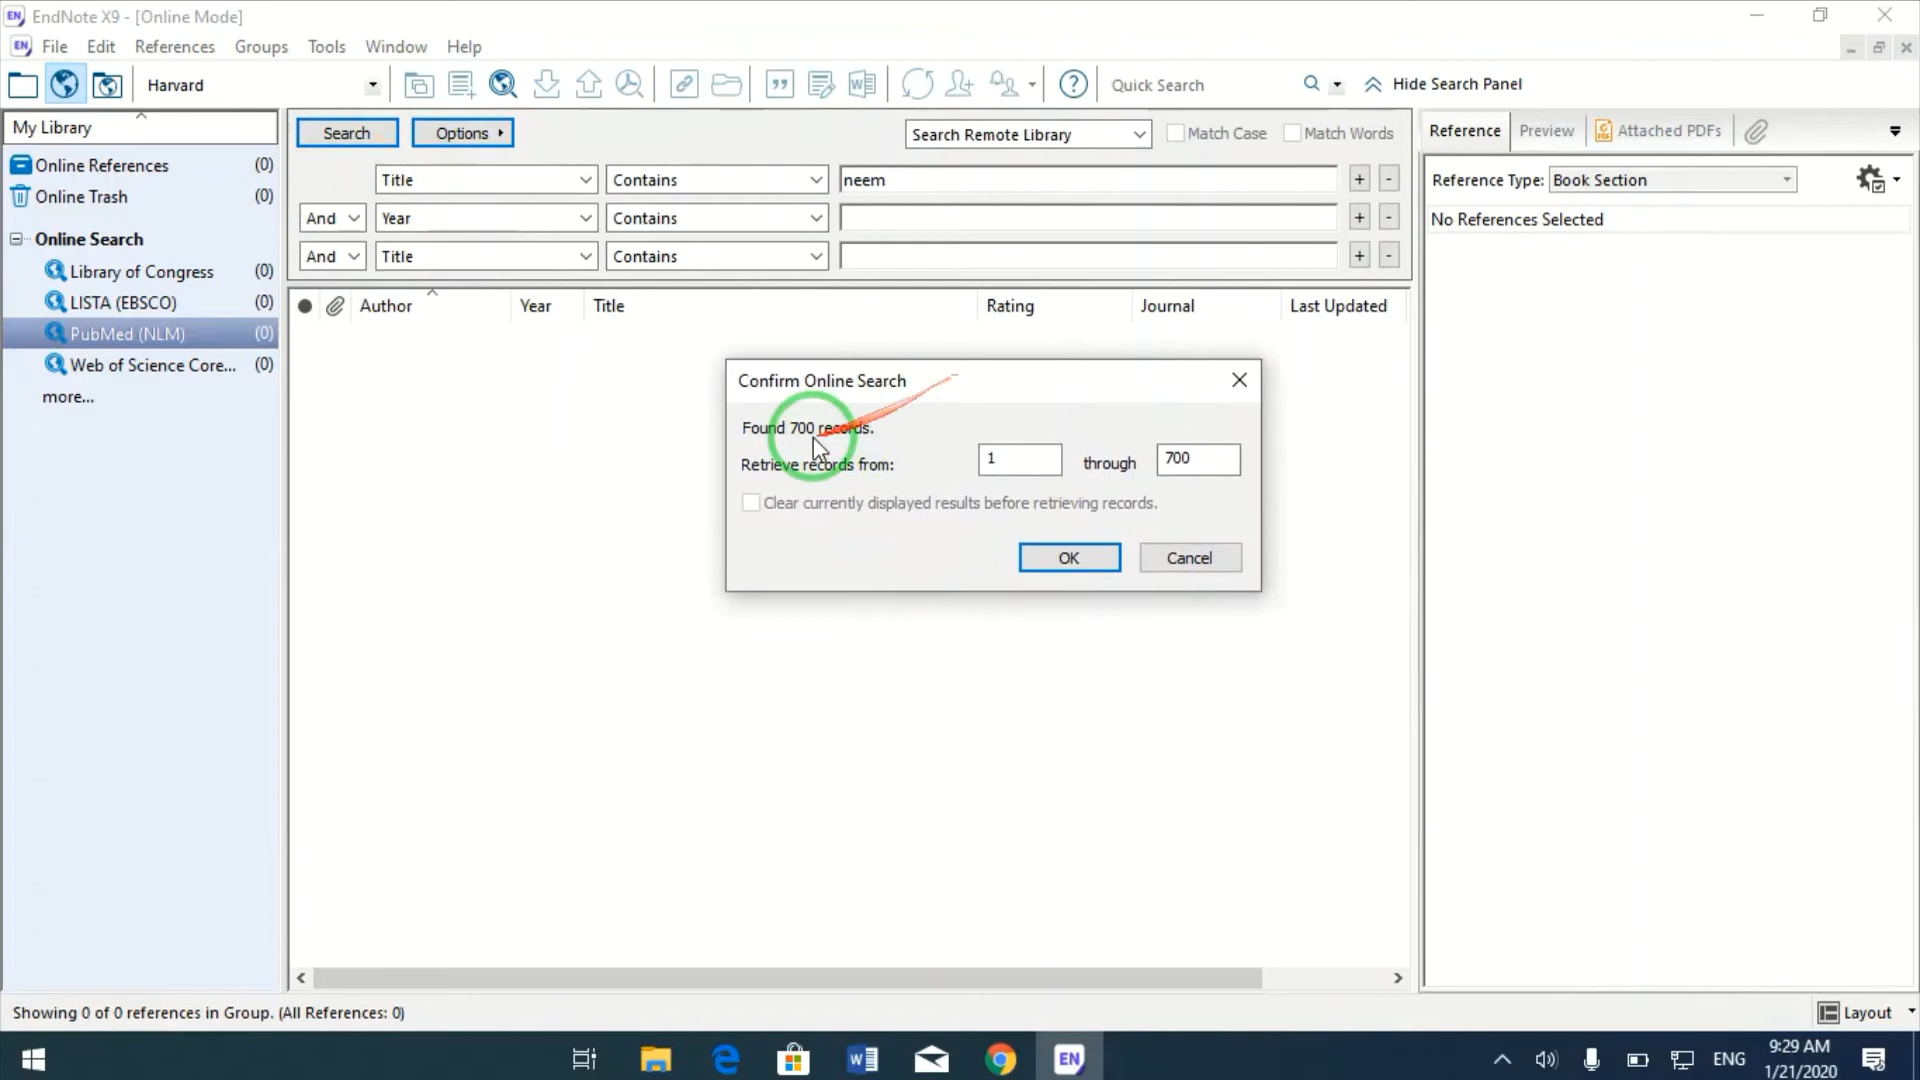 EN EndNote X9 - [Online Mode]
EN File Edit References Groups Tools Window Help
Harvard
Quick Search
Hide Search Panel
My Library
Online References (0)
Online Trash (0)
Online Search
Library of Congress (0)
LISTA (EBSCO) (0)
PubMed (NLM) (0)
Web of Science Core... (0)
more...
Search Options Search Remote Library Match Case Match Words
Title Contains neem + -
And Year Contains + -
And Title Contains + -
Author Year Title Rating Journal Last Updated
Confirm Online Search
Found 700 records.
Retrieve records from: 1 through 700
Clear currently displayed results before retrieving records.
OK Cancel
Reference Preview Attached PDFs
Reference Type: Book Section
No References Selected
Showing 0 of 0 references in Group. (All References: 0)
Layout
EN
ENG
9:29 AM
1/21/2020